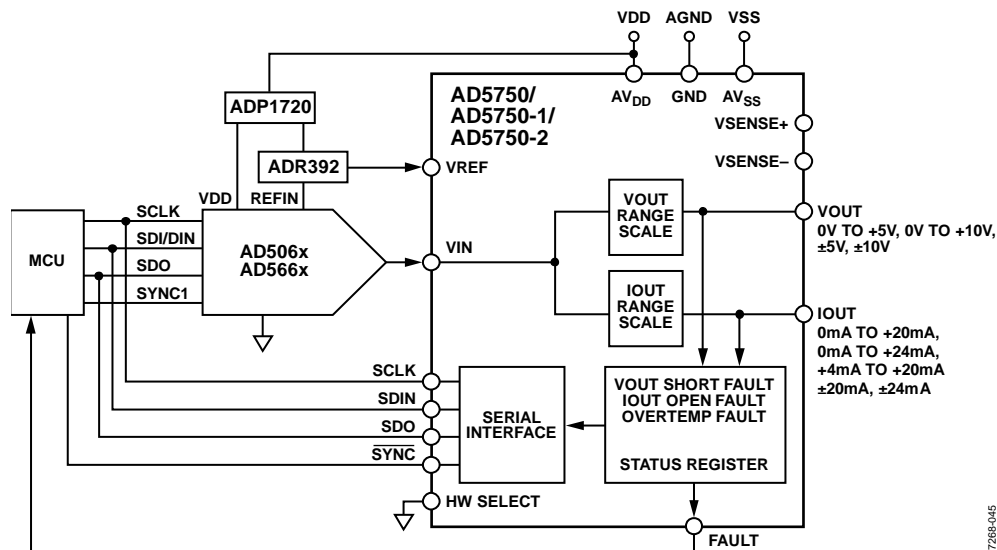 VDD AGND VSS
AD5750/
AD5750-1/
AD5750-2
AVDD GND AVSS
VSENSE+
VSENSE–
ADP1720
ADR392
VREF
VDD REFIN
MCU
SCLK
SDI/DIN
SDO
SYNC1
AD506x
AD566x
VIN
VOUT
RANGE
SCALE
VOUT
0V TO +5V, 0V TO +10V,
±5V, ±10V
IOUT
RANGE
SCALE
IOUT
0mA TO +20mA,
0mA TO +24mA,
+4mA TO +20mA
±20mA, ±24mA
SCLK
SDIN
SDO
SYNC
SERIAL
INTERFACE
VOUT SHORT FAULT
IOUT OPEN FAULT
OVERTEMP FAULT
STATUS REGISTER
HW SELECT
FAULT
7268-045